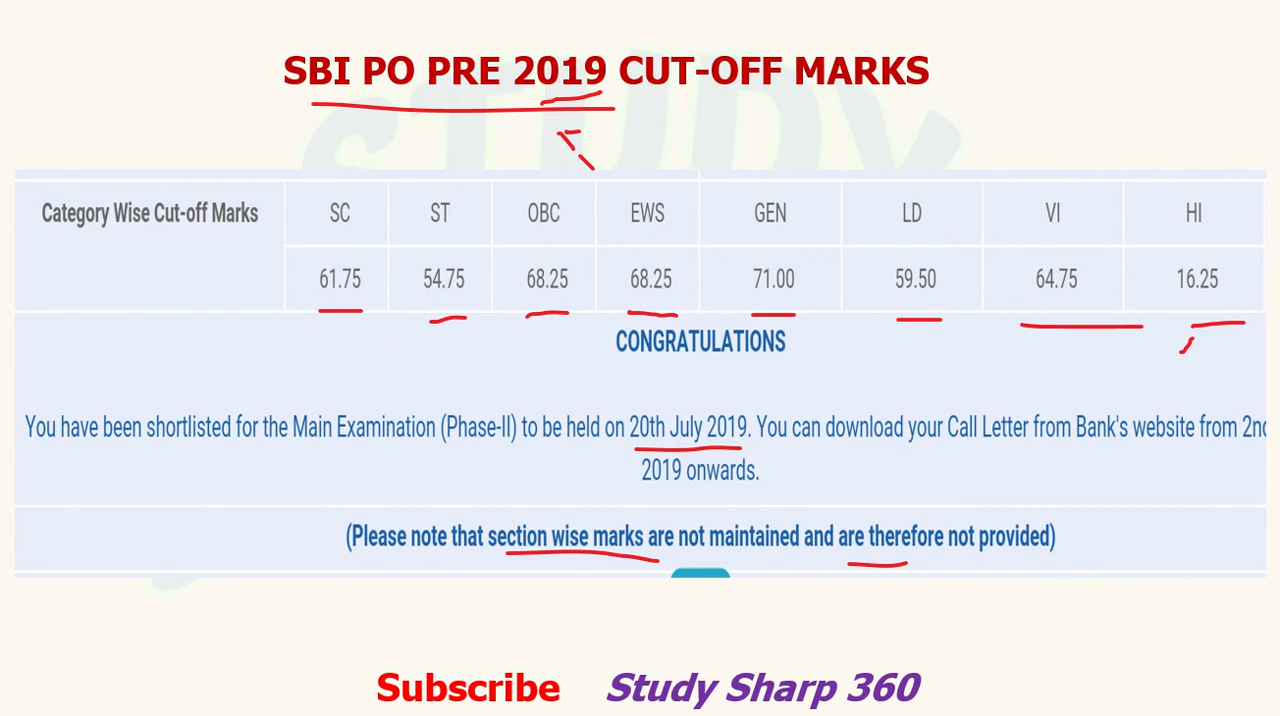 SBI PO PRE 2019 CUT-OFF MARKS
Category Wise Cut-off Marks SC ST OBC EWS GEN LD VI HI
61.75 54.75 68.25 68.25 71.00 59.50 64.75 16.25
CONGRATULATIONS
You have been shortlisted for the Main Examination (Phase-II) to be held on 20th July 2019. You can download your Call Letter from Bank's website from 2nd
2019 onwards.
(Please note that section wise marks are not maintained and are therefore not provided)
Subscribe Study Sharp 360